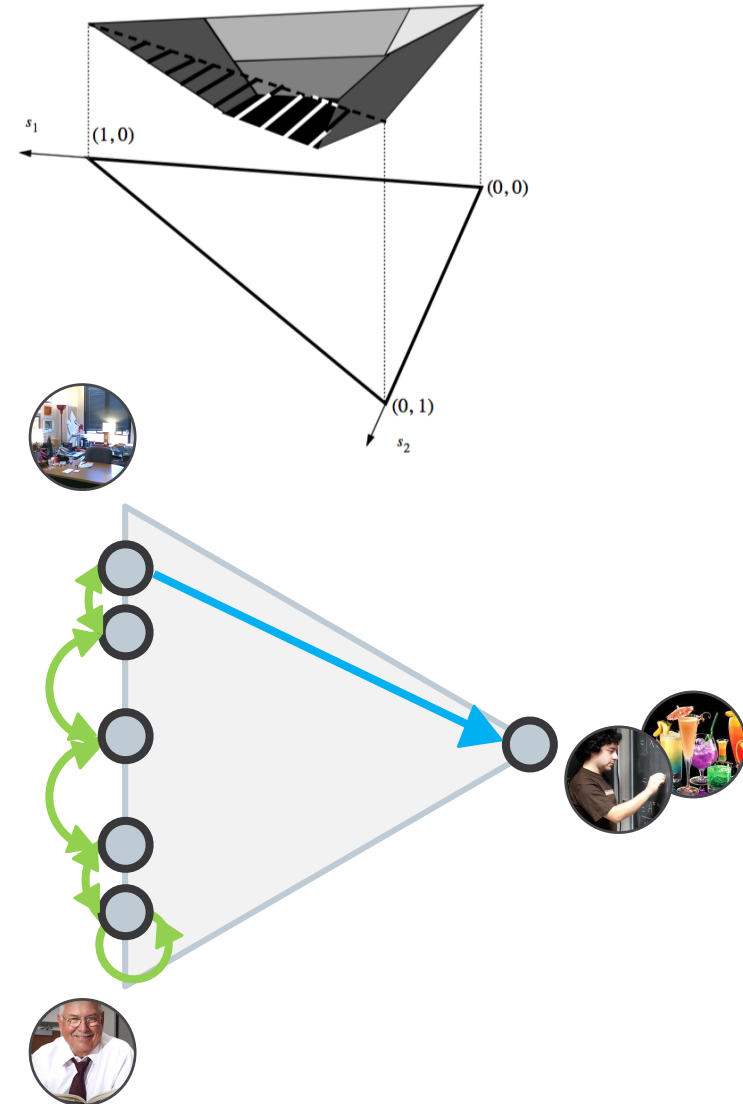 s1
(1, 0)
(0, 0)
(0, 1)
s2